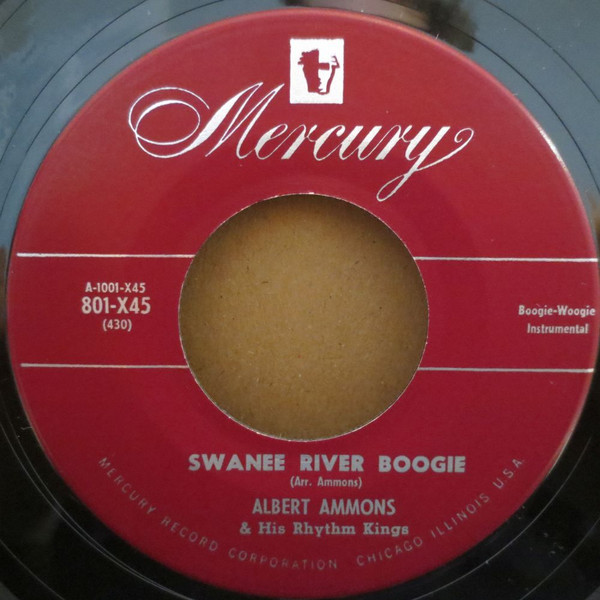 Mercury
A-1001-X45
801-X45
(430)
Boogie-Woogie
Instrumental
SWANEE RIVER BOOGIE
(Arr. Ammons)
ALBERT AMMONS
& His Rhythm Kings
MERCURY RECORD CORPORATION CHICAGO ILLINOIS U.S.A.